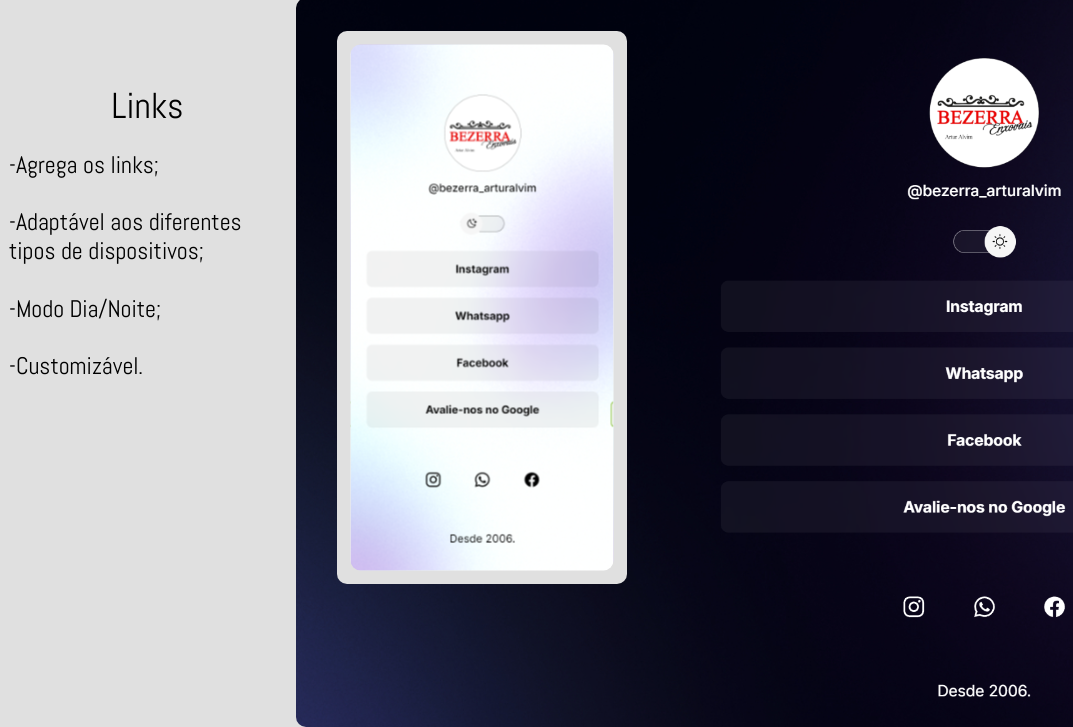 Links
-Agrega os links;
-Adaptável aos diferentes
tipos de dispositivos;
-Modo Dia/Noite;
-Customizável.
BEZERRA
Enxovais
Artur Alvim
@bezerra_arturalvim
Instagram
Whatsapp
Facebook
Avalie-nos no Google
Desde 2006.
BEZERRA
Enxovais
Artur Alvim
@bezerra_arturalvim
Instagram
Whatsapp
Facebook
Avalie-nos no Google
Desde 2006.